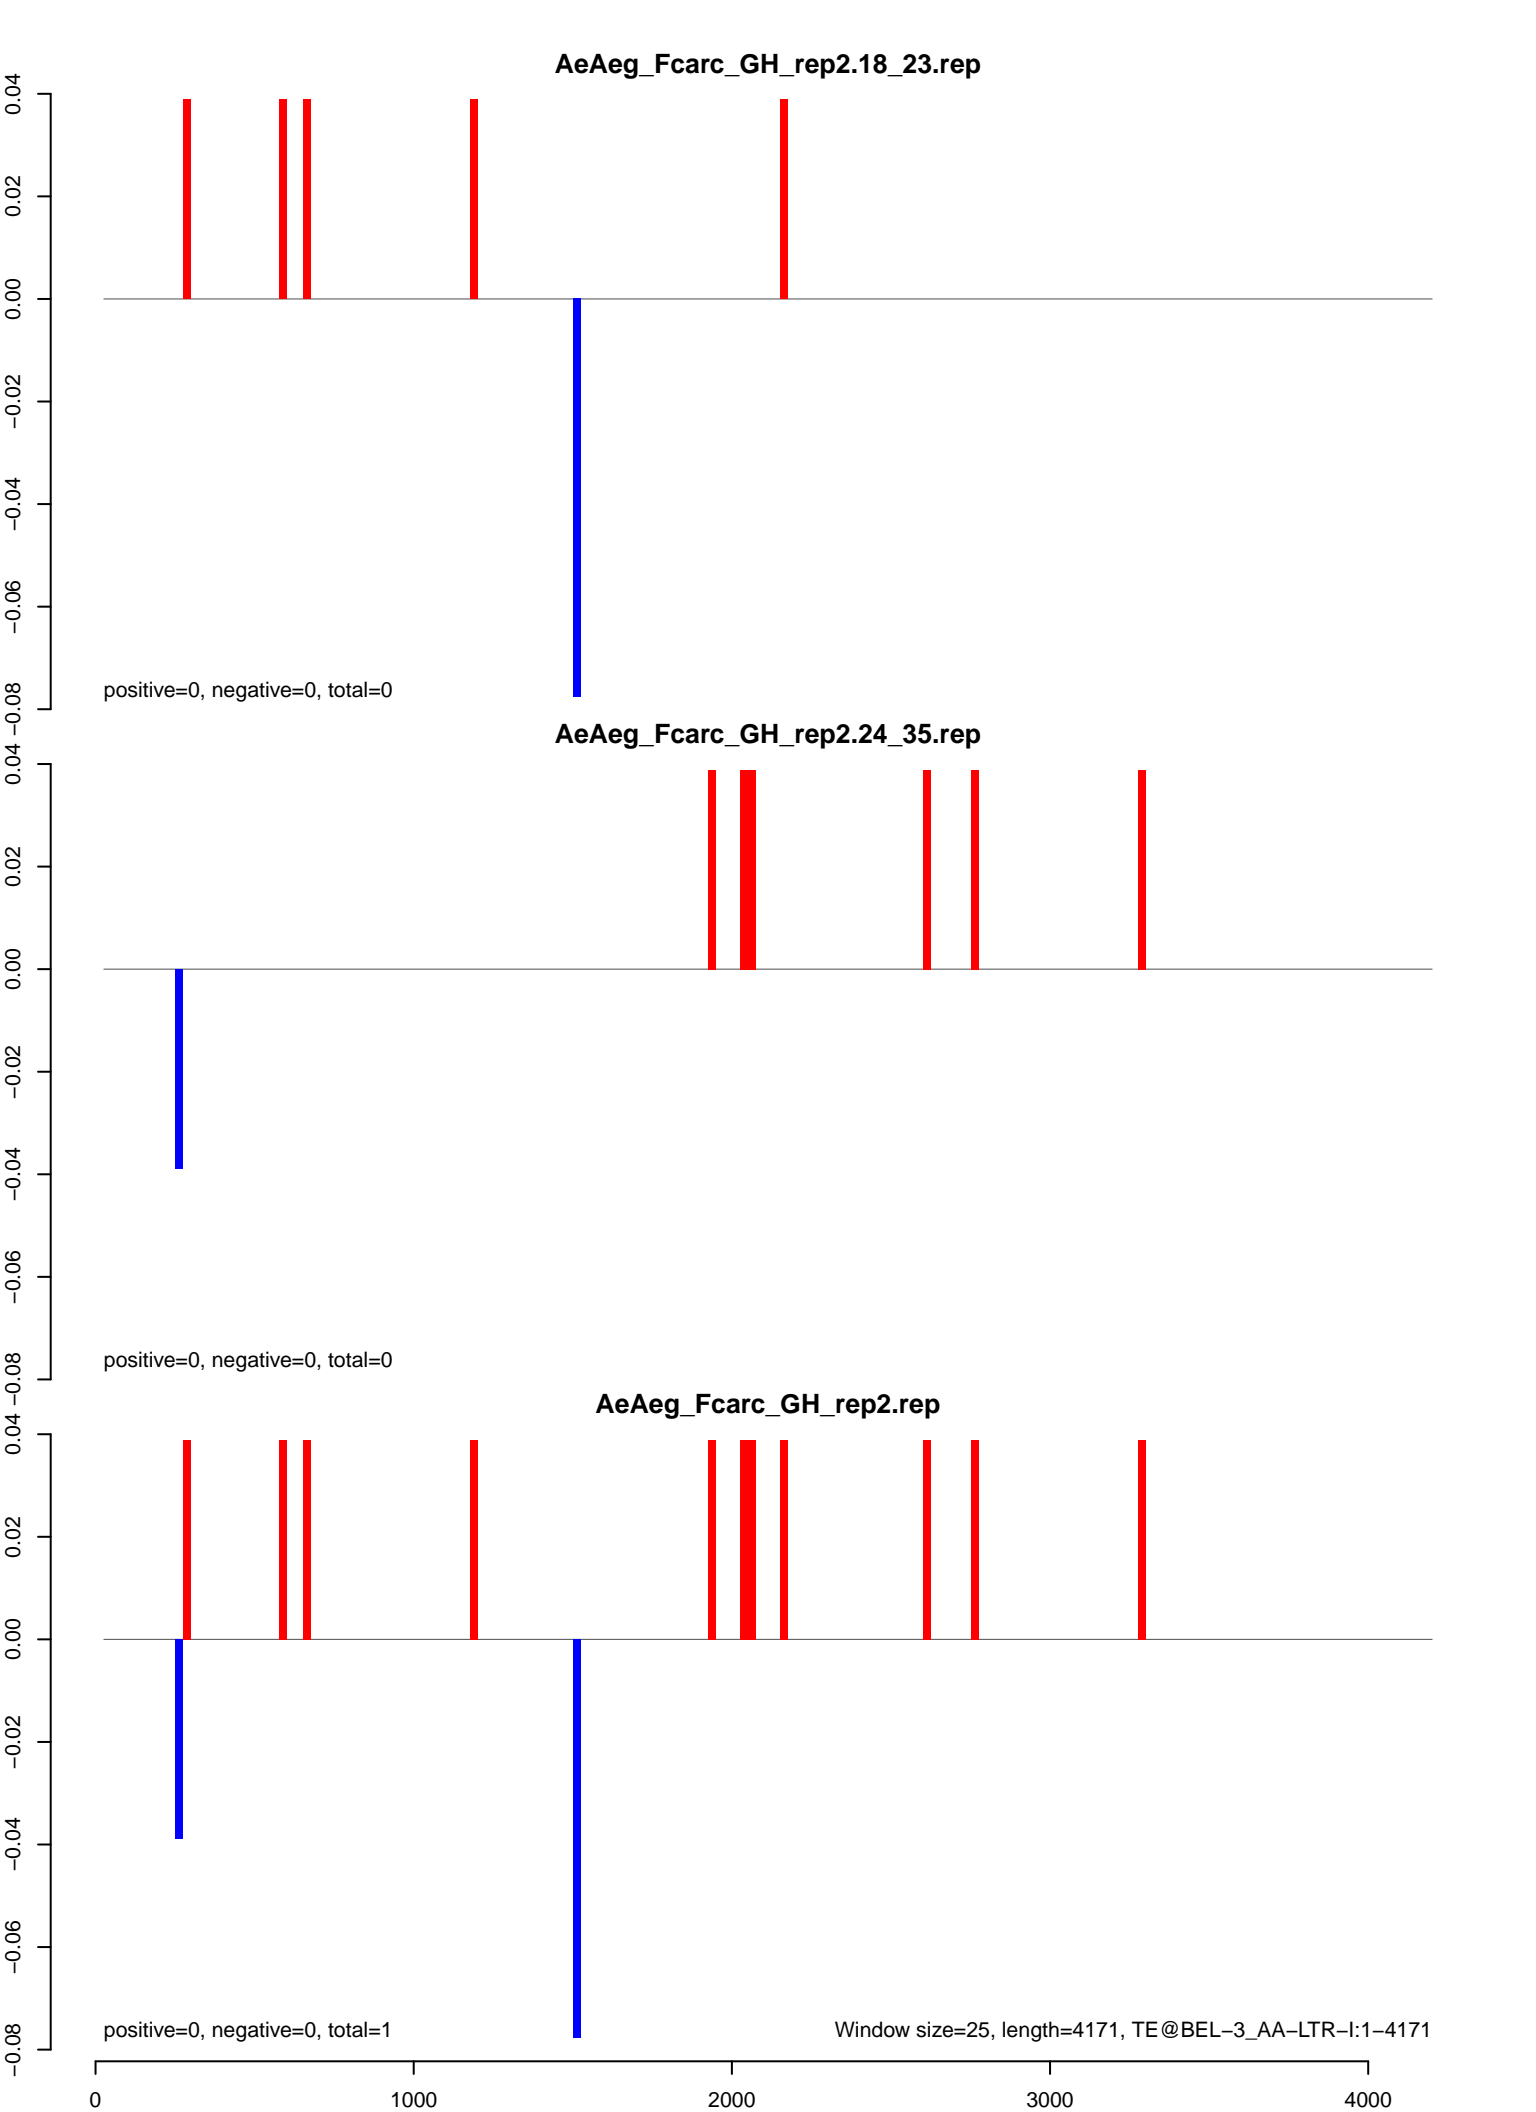 AeAeg_Fcarc_GH_rep2.18_23.rep
0.04
0.02
0.00
−0.02
−0.04
−0.06
−0.08
positive=0, negative=0, total=0
AeAeg_Fcarc_GH_rep2.24_35.rep
0.04
0.02
0.00
−0.02
−0.04
−0.06
−0.08
positive=0, negative=0, total=0
AeAeg_Fcarc_GH_rep2.rep
0.04
0.02
0.00
−0.02
−0.04
−0.06
−0.08
positive=0, negative=0, total=1
Window size=25, length=4171, TE@BEL−3_AA−LTR−I:1−4171
0 1000 2000 3000 4000